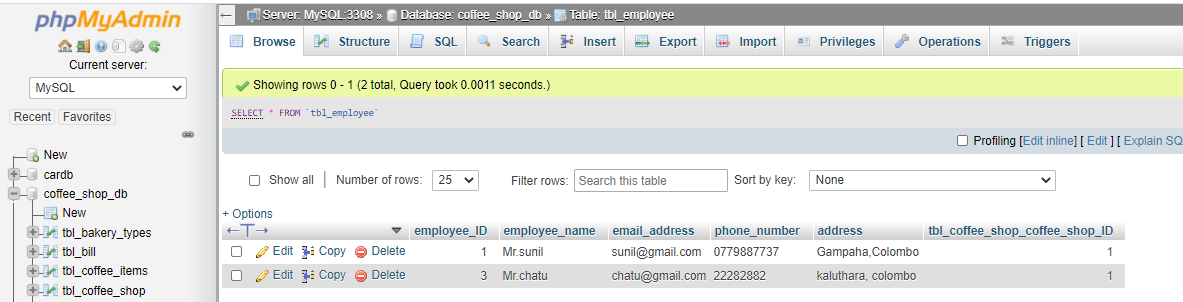 phpMyAdmin
Current server:
MySQL
Recent Favorites
New
cardb
coffee_shop_db
New
tbl_bakery_types
tbl_bill
tbl_coffee_items
tbl_coffee_shop
Server: MySQL:3308 » Database: coffee_shop_db » Table: tbl_employee
Browse Structure SQL Search Insert Export Import Privileges Operations Triggers
Showing rows 0 - 1 (2 total, Query took 0.0011 seconds.)
SELECT * FROM `tbl_employee`
Profiling [Edit inline] [ Edit ] [ Explain SQ
Show all | Number of rows: 25 Filter rows: Search this table Sort by key: None
+ Options
←T→ employee_ID employee_name email_address phone_number address tbl_coffee_shop_coffee_shop_ID
Edit Copy Delete 1 Mr.sunil sunil@gmail.com 0779887737 Gampaha,Colombo 1
Edit Copy Delete 3 Mr.chatu chatu@gmail.com 22282882 kaluthara, colombo 1